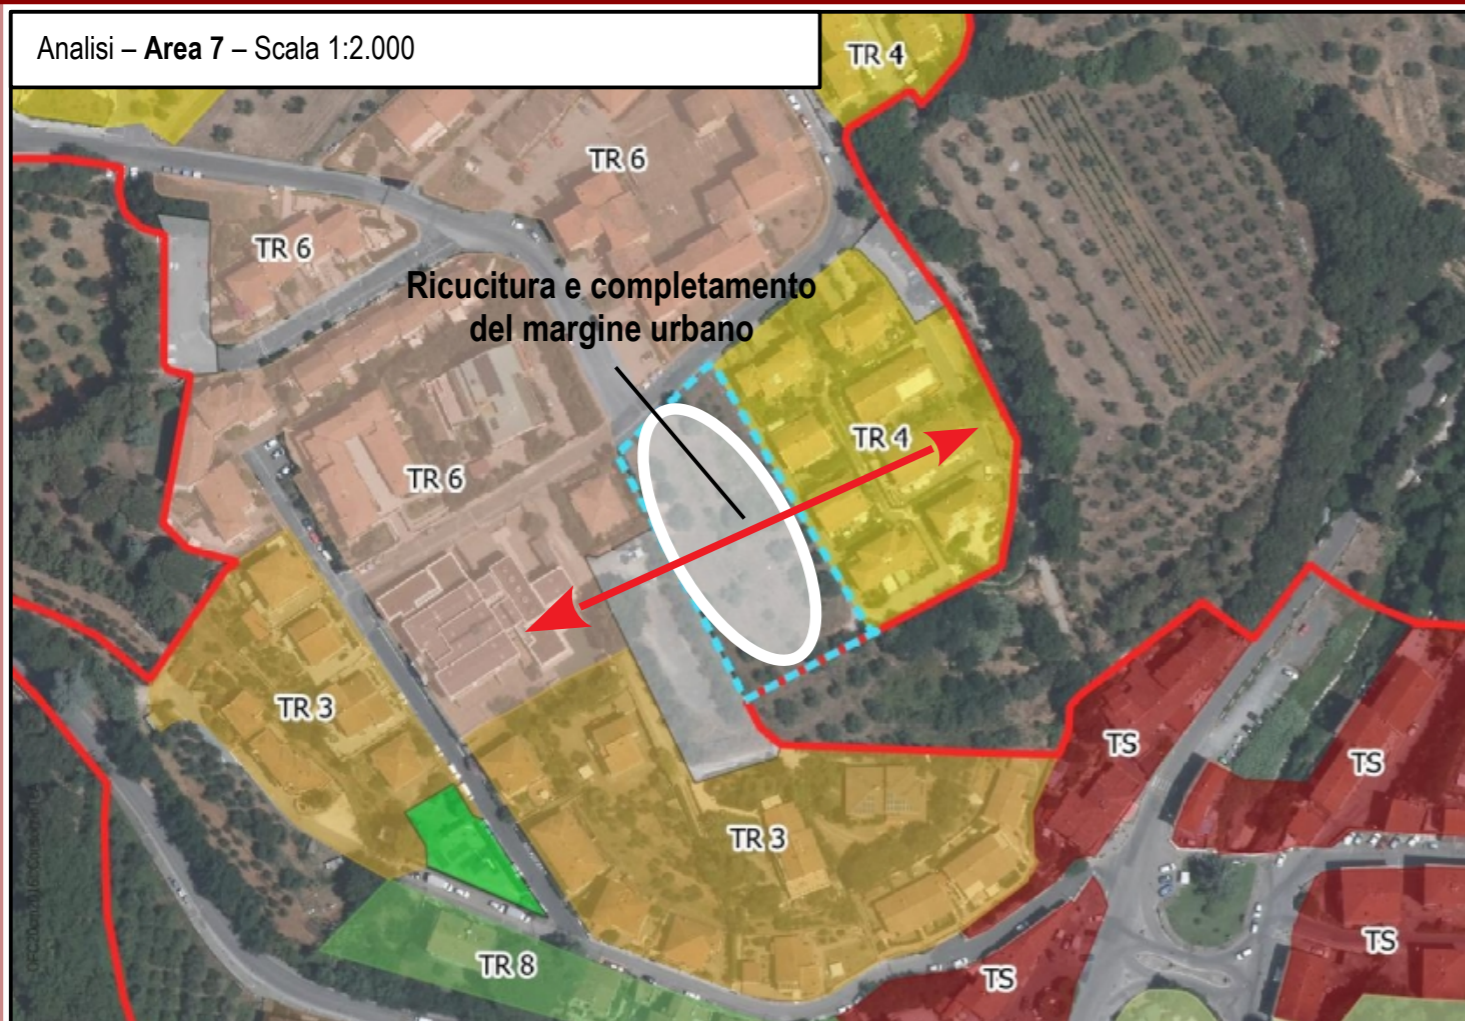 Analisi – Area 7 – Scala 1:2.000
TR 4
TR 6
TR 6
Ricucitura e completamento
del margine urbano
TR 4
TR 6
TR 3
TS
TS
TR 3
TS
TR 8
TS